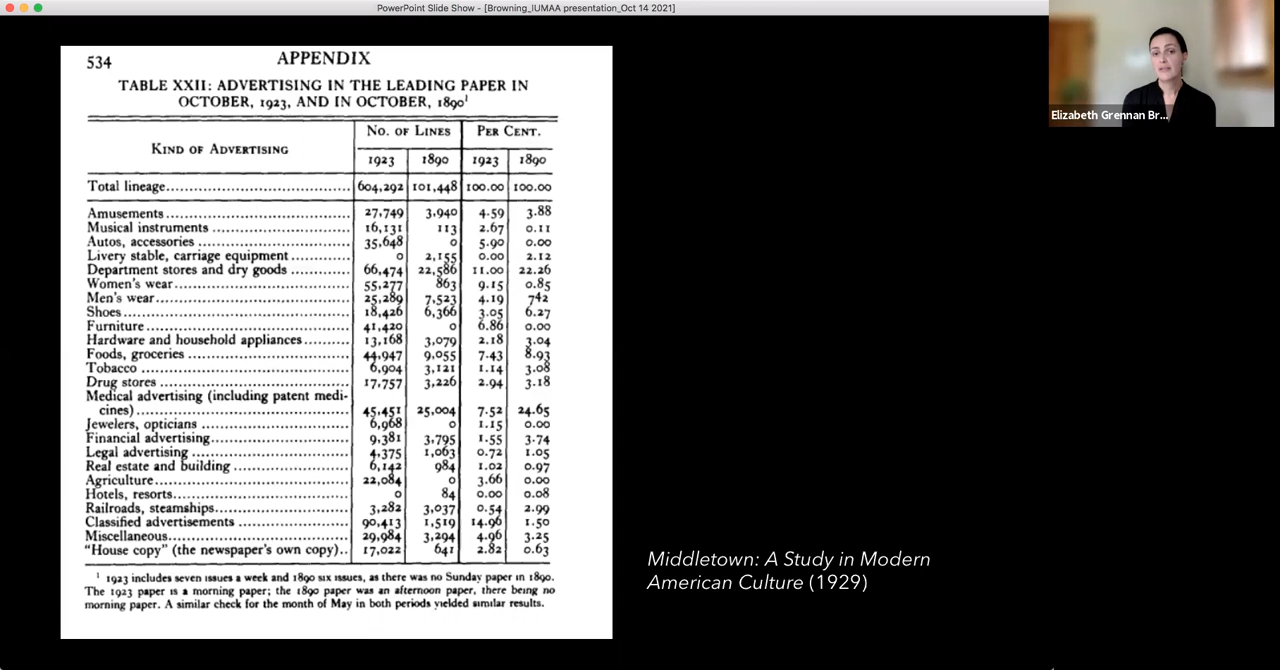 PowerPoint Slide Show - [Browning_IUMAA presentation_Oct 14 2021]
Elizabeth Grennan Br...
534 APPENDIX
TABLE XXII: ADVERTISING IN THE LEADING PAPER IN
OCTOBER, 1923, AND IN OCTOBER, 1890¹
KIND OF ADVERTISING No. OF LINES PER CENT.
1923 1890 1923 1890
Total lineage 604,292 101,448 100.00 100.00
Amusements 27,749 3,940 4.59 3.88
Musical instruments 16,131 113 2.67 0.11
Autos, accessories 35,648 0 5.90 0.00
Livery stable, carriage equipment 0 2,155 0.00 2.12
Department stores and dry goods 66,474 22,586 11.00 22.26
Women's wear 55,277 863 9.15 0.85
Men's wear 25,289 7,523 4.19 742
Shoes 18,426 6,366 3.05 6.27
Furniture 41,420 0 6.86 0.00
Hardware and household appliances 13,168 3,079 2.18 3.04
Foods, groceries 44,947 9,055 7.43 8.93
Tobacco 6,904 3,121 1.14 3.08
Drug stores 17,757 3,226 2.94 3.18
Medical advertising (including patent medi-
cines) 45,451 25,004 7.52 24.65
Jewelers, opticians 6,968 0 1.15 0.00
Financial advertising 9,381 3,795 1.55 3.74
Legal advertising 4,375 1,063 0.72 1.05
Real estate and building 6,142 984 1.02 0.97
Agriculture 22,084 0 3.66 0.00
Hotels, resorts 0 84 0.00 0.08
Railroads, steamships 3,282 3,037 0.54 2.99
Classified advertisements 90,413 1,519 14.96 1.50
Miscellaneous 29,984 3,294 4.96 3.25
"House copy" (the newspaper's own copy) 17,022 641 2.82 0.63
¹ 1923 includes seven issues a week and 1890 six issues, as there was no Sunday paper in 1890.
The 1923 paper is a morning paper; the 1890 paper was an afternoon paper, there being no
morning paper. A similar check for the month of May in both periods yielded similar results.
Middletown: A Study in Modern
American Culture (1929)